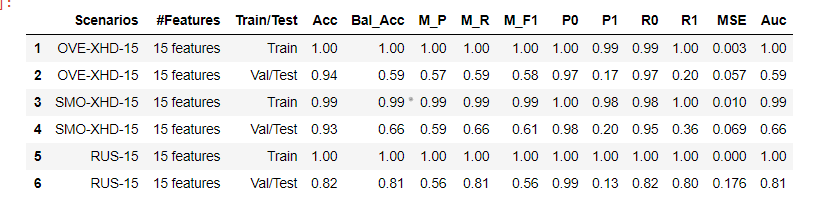 ]:
Scenarios #Features Train/Test Acc Bal_Acc M_P M_R M_F1 P0 P1 R0 R1 MSE Auc
1 OVE-XHD-15 15 features Train 1.00 1.00 1.00 1.00 1.00 1.00 0.99 0.99 1.00 0.003 1.00
2 OVE-XHD-15 15 features Val/Test 0.94 0.59 0.57 0.59 0.58 0.97 0.17 0.97 0.20 0.057 0.59
3 SMO-XHD-15 15 features Train 0.99 0.99 * 0.99 0.99 0.99 1.00 0.98 0.98 1.00 0.010 0.99
4 SMO-XHD-15 15 features Val/Test 0.93 0.66 0.59 0.66 0.61 0.98 0.20 0.95 0.36 0.069 0.66
5 RUS-15 15 features Train 1.00 1.00 1.00 1.00 1.00 1.00 1.00 1.00 1.00 0.000 1.00
6 RUS-15 15 features Val/Test 0.82 0.81 0.56 0.81 0.56 0.99 0.13 0.82 0.80 0.176 0.81